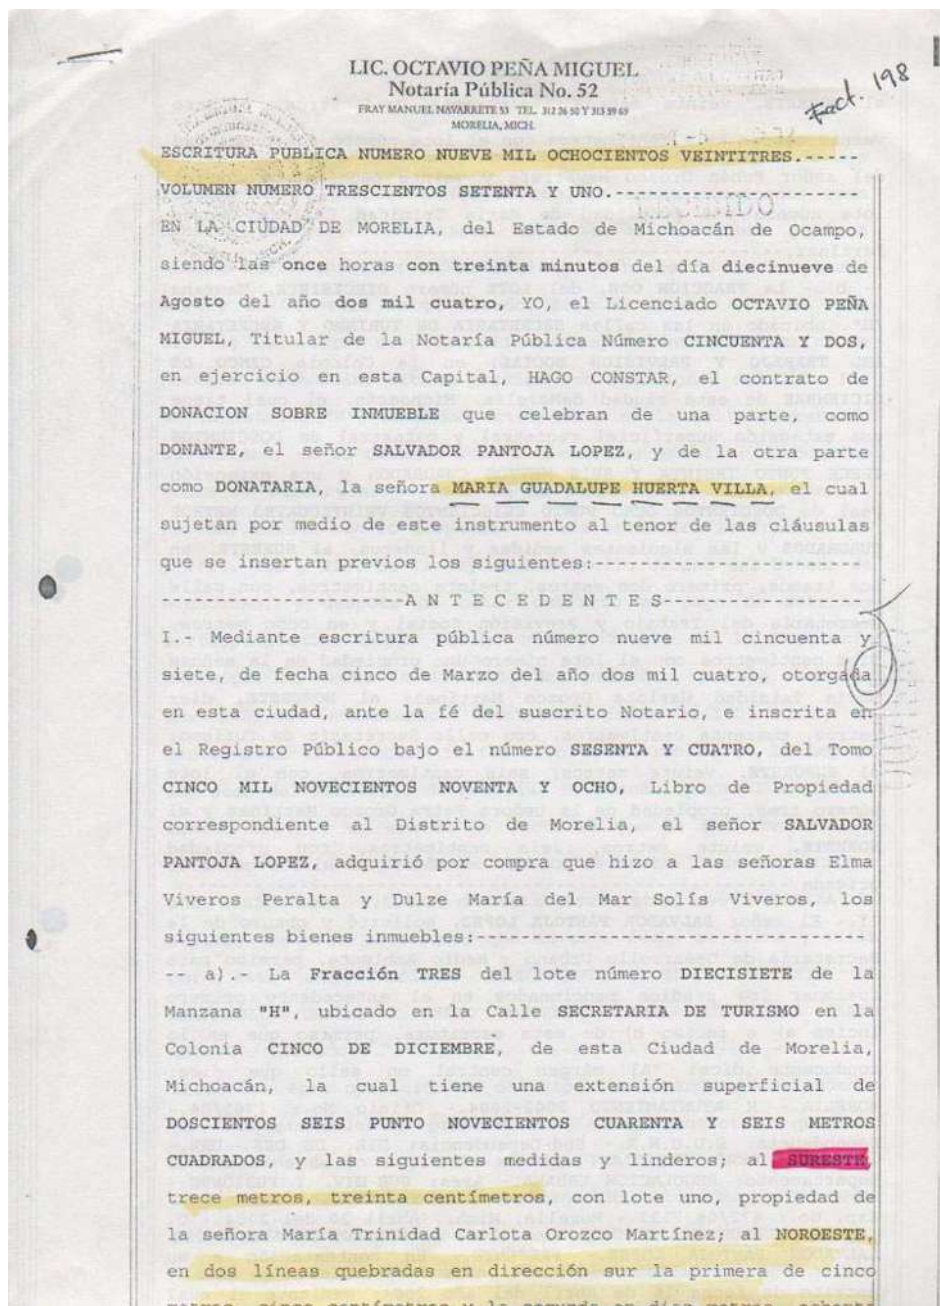 LIC. OCTAVIO PEÑA MIGUEL
Notaría Pública No. 52
FRAY MANUEL NAVARRETE 53 TEL. 312 26 50 Y 313 59 69
MORELIA, MICH.
Fact. 198
ESCRITURA PUBLICA NUMERO NUEVE MIL OCHOCIENTOS VEINTITRES.-----
VOLUMEN NUMERO TRESCIENTOS SETENTA Y UNO.-----------------------
EN LA CIUDAD DE MORELIA, del Estado de Michoacán de Ocampo,
siendo las once horas con treinta minutos del día diecinueve de
Agosto del año dos mil cuatro, YO, el Licenciado OCTAVIO PEÑA
MIGUEL, Titular de la Notaría Pública Número CINCUENTA Y DOS,
en ejercicio en esta Capital, HAGO CONSTAR, el contrato de
DONACION SOBRE INMUEBLE que celebran de una parte, como
DONANTE, el señor SALVADOR PANTOJA LOPEZ, y de la otra parte
como DONATARIA, la señora MARIA GUADALUPE HUERTA VILLA, el cual
sujetan por medio de este instrumento al tenor de las cláusulas
que se insertan previos los siguientes:-------------------------
----------------------A N T E C E D E N T E S------------------
I.- Mediante escritura pública número nueve mil cincuenta y
siete, de fecha cinco de Marzo del año dos mil cuatro, otorgada
en esta ciudad, ante la fé del suscrito Notario, e inscrita en
el Registro Público bajo el número SESENTA Y CUATRO, del Tomo
CINCO MIL NOVECIENTOS NOVENTA Y OCHO, Libro de Propiedad
correspondiente al Distrito de Morelia, el señor SALVADOR
PANTOJA LOPEZ, adquirió por compra que hizo a las señoras Elma
Viveros Peralta y Dulze María del Mar Solís Viveros, los
siguientes bienes inmuebles:-----------------------------------
-- a).- La Fracción TRES del lote número DIECISIETE de la
Manzana "H", ubicado en la Calle SECRETARIA DE TURISMO en la
Colonia CINCO DE DICIEMBRE, de esta Ciudad de Morelia,
Michoacán, la cual tiene una extensión superficial de
DOSCIENTOS SEIS PUNTO NOVECIENTOS CUARENTA Y SEIS METROS
CUADRADOS, y las siguientes medidas y linderos; al SURESTE,
trece metros, treinta centímetros, con lote uno, propiedad de
la señora María Trinidad Carlota Orozco Martínez; al NOROESTE,
en dos líneas quebradas en dirección sur la primera de cinco